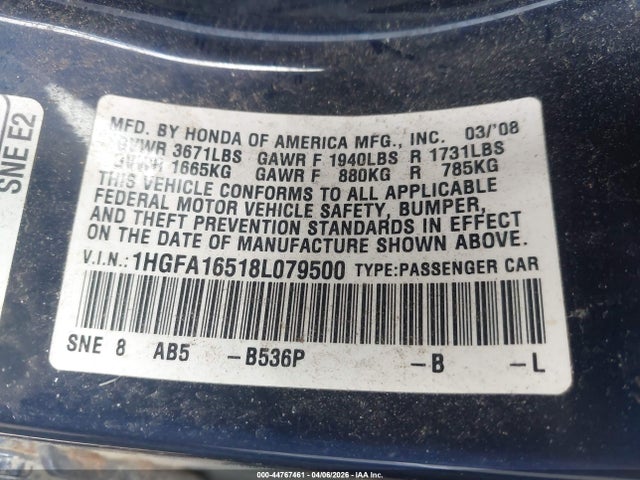 SNE E2
MFD. BY HONDA OF AMERICA MFG., INC. 03/'08
GVWR 3671LBS GAWR F 1940LBS R 1731LBS
GVWR 1665KG GAWR F 880KG R 785KG
THIS VEHICLE CONFORMS TO ALL APPLICABLE
FEDERAL MOTOR VEHICLE SAFETY, BUMPER,
AND THEFT PREVENTION STANDARDS IN EFFECT
ON THE DATE OF MANUFACTURE SHOWN ABOVE.
V.I.N.: 1HGFA16518L079500 TYPE:PASSENGER CAR
SNE 8 AB5 -B536P -B -L
000-44767461 - 04/06/2026 - IAA Inc.